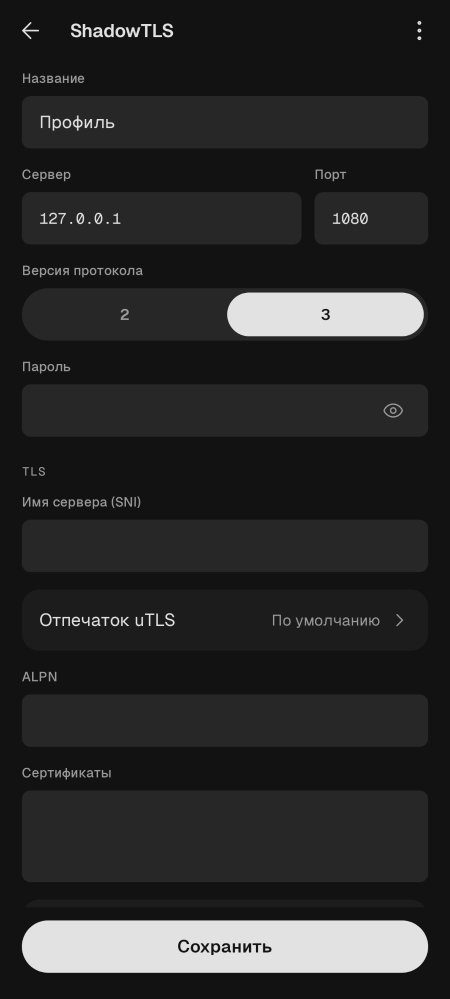 ShadowTLS
Название
Профиль
Сервер
Порт
127.0.0.1
1080
Версия протокола
2
3
Пароль
TLS
Имя сервера (SNI)
Отпечаток uTLS
По умолчанию
ALPN
Сертификаты
Сохранить